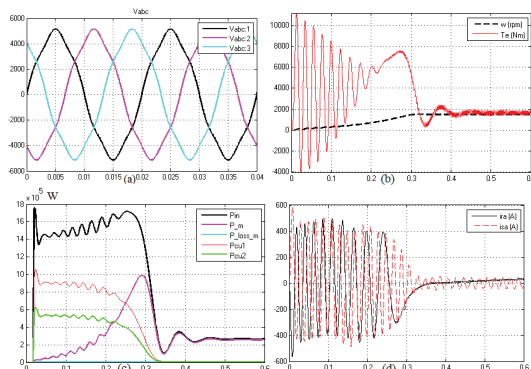 Vabc
6000
4000
2000
0
-2000
-4000
-6000
Vabc:1
Vabc:2
Vabc:3
0.005 0.01 0.015 0.02 0.025 0.03 0.035 0.04
(a)
12000
10000
8000
6000
4000
2000
0
-2000
-4000
w (rpm)
Te (Nm)
0 0.1 0.2 0.3 0.4 0.5 0.6
(b)
x 10^5 W
18
16
14
12
10
8
6
4
2
0
Pin
P_m
P_loss_m
Pcu1
Pcu2
0 0.1 0.2 0.3 0.4 0.5 0.6
(c)
600
400
200
0
-200
-400
-600
ira (A)
isa (A)
0 0.1 0.2 0.3 0.4 0.5 0.6
(d)